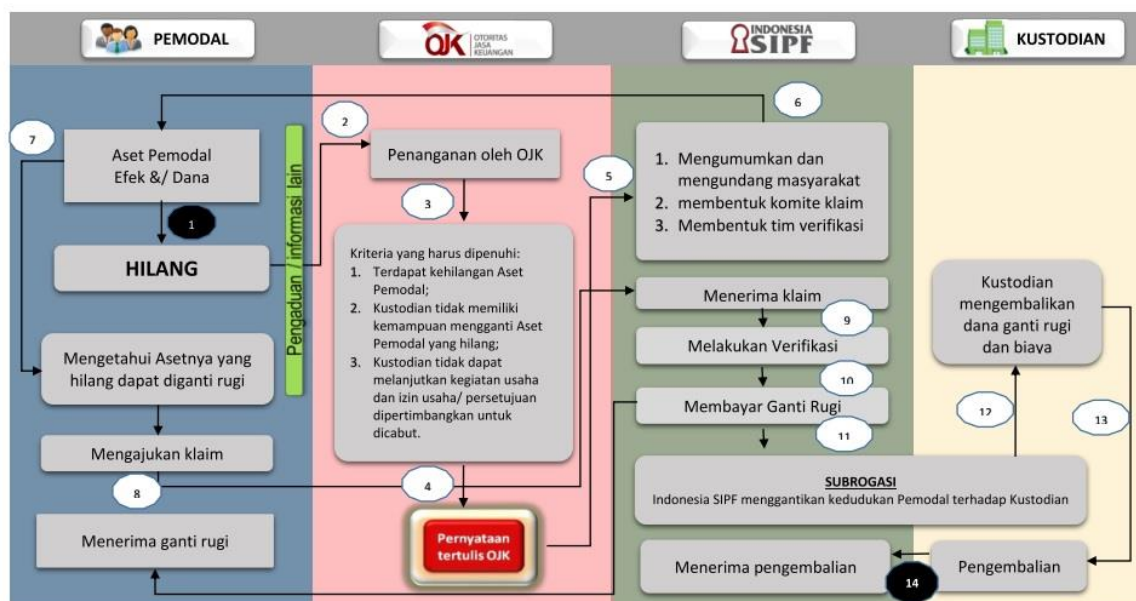 PEMODAL
OJK
OTORITAS
JASA
KEUANGAN
INDONESIA
SIPF
KUSTODIAN
7
Aset Pemodal
Efek &/ Dana
1
HILANG
Pengaduan / informasi lain
Mengetahui Asetnya yang
hilang dapat diganti rugi
Mengajukan klaim
8
Menerima ganti rugi
2
Penanganan oleh OJK
3
Kriteria yang harus dipenuhi:
1. Terdapat kehilangan Aset
Pemodal;
2. Kustodian tidak memiliki
kemampuan mengganti Aset
Pemodal yang hilang;
3. Kustodian tidak dapat
melanjutkan kegiatan usaha
dan izin usaha/ persetujuan
dipertimbangkan untuk
dicabut.
4
Pernyataan
tertulis OJK
5
6
1. Mengumumkan dan
mengundang masyarakat
2. membentuk komite klaim
3. Membentuk tim verifikasi
Menerima klaim
9
Melakukan Verifikasi
10
Membayar Ganti Rugi
11
SUBROGASI
Indonesia SIPF menggantikan kedudukan Pemodal terhadap Kustodian
Menerima pengembalian
Kustodian
mengembalikan
dana ganti rugi
dan biaya
12
13
Pengembalian
14